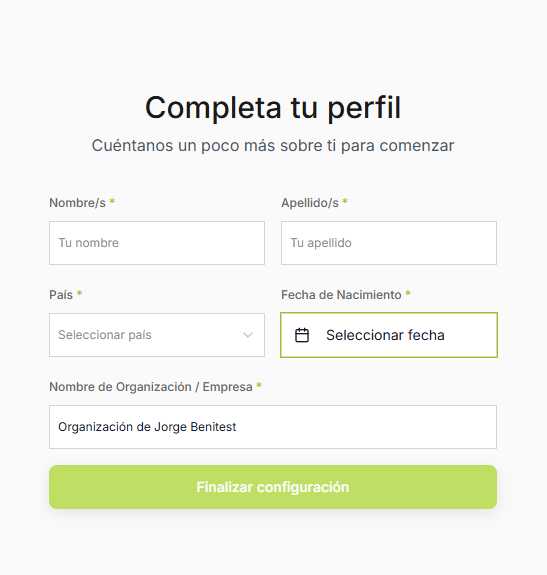 Completa tu perfil
Cuéntanos un poco más sobre ti para comenzar
Nombre/s *
Apellido/s *
Tu nombre
Tu apellido
País *
Fecha de Nacimiento *
Seleccionar país
Seleccionar fecha
Nombre de Organización / Empresa *
Organización de Jorge Benitest
Finalizar configuración